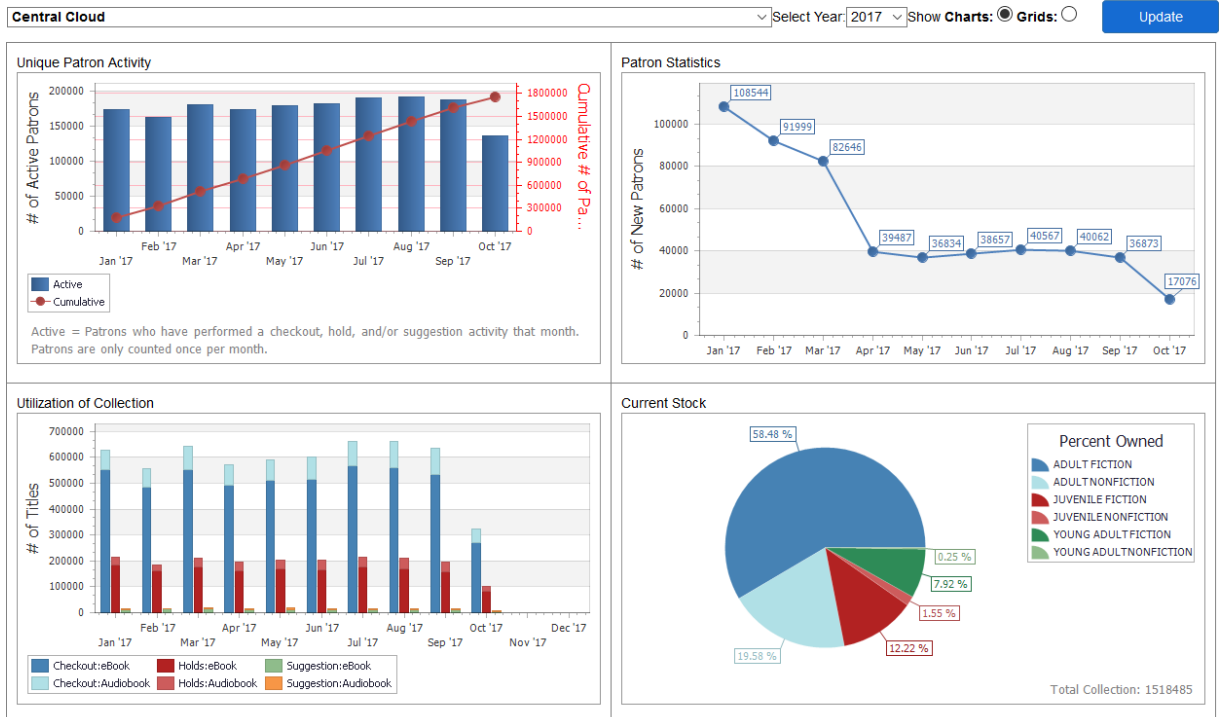 Central Cloud Select Year: 2017 Show Charts: Grids: Update
Unique Patron Activity
# of Active Patrons
200000
150000
100000
50000
0
Cumulative # of Pa...
1800000
1500000
1200000
900000
600000
300000
0
Feb '17 Apr '17 Jun '17 Aug '17 Oct '17
Jan '17 Mar '17 May '17 Jul '17 Sep '17
Active
Cumulative
Active = Patrons who have performed a checkout, hold, and/or suggestion activity that month.
Patrons are only counted once per month.
Patron Statistics
# of New Patrons
100000
80000
60000
40000
20000
0
108544
91999
82646
39487
36834
38657
40567
40062
36873
17076
Jan '17 Feb '17 Mar '17 Apr '17 May '17 Jun '17 Jul '17 Aug '17 Sep '17 Oct '17
Utilization of Collection
# of Titles
700000
600000
500000
400000
300000
200000
100000
0
Feb '17 Apr '17 Jun '17 Aug '17 Oct '17 Dec '17
Jan '17 Mar '17 May '17 Jul '17 Sep '17 Nov '17
Checkout:eBook Holds:eBook Suggestion:eBook
Checkout:Audiobook Holds:Audiobook Suggestion:Audiobook
Current Stock
58.48 %
0.25 %
7.92 %
1.55 %
12.22 %
19.58 %
Percent Owned
ADULT FICTION
ADULT NONFICTION
JUVENILE FICTION
JUVENILE NONFICTION
YOUNG ADULT FICTION
YOUNG ADULT NONFICTION
Total Collection: 1518485